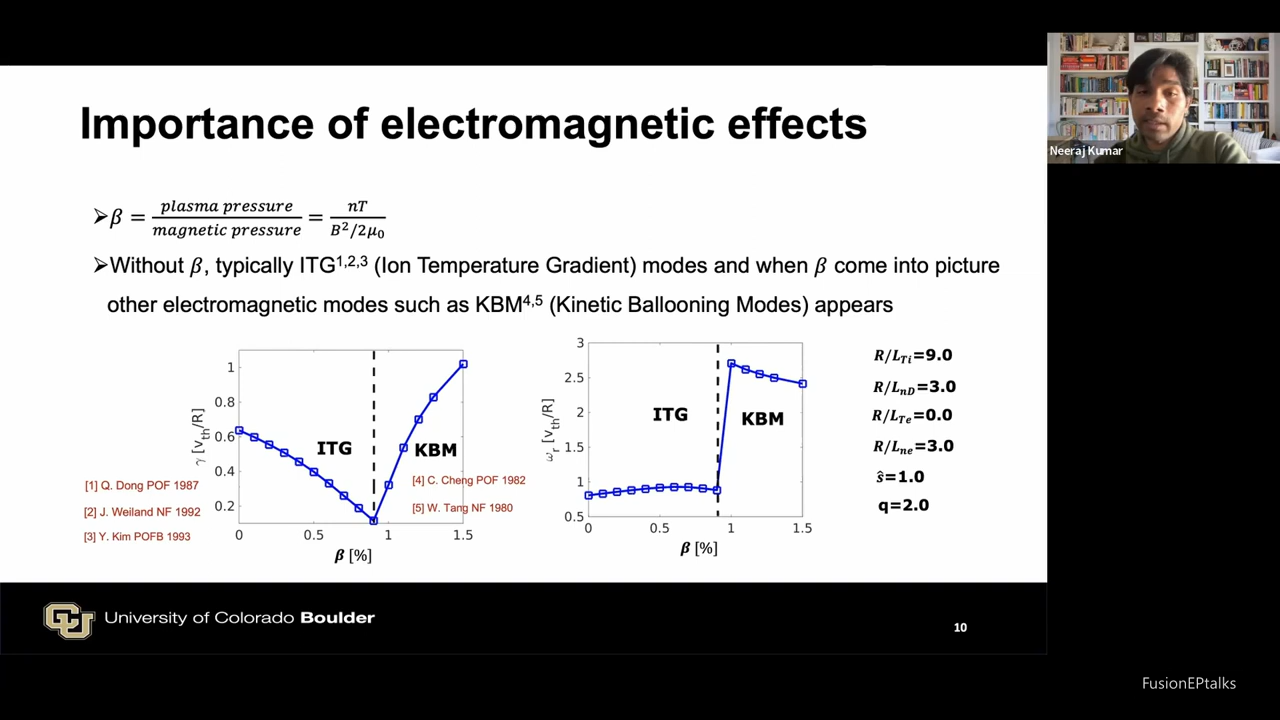 Importance of electromagnetic effects
Neeraj Kumar
➢β = plasma pressure / magnetic pressure = nT / B²/2μ₀
➢Without β, typically ITG¹,²,³ (Ion Temperature Gradient) modes and when β come into picture
other electromagnetic modes such as KBM⁴,⁵ (Kinetic Ballooning Modes) appears
γ [vth/R]
1
0.8
0.6
0.4
0.2
ITG
KBM
0 0.5 1 1.5
β [%]
[1] Q. Dong POF 1987
[2] J. Weiland NF 1992
[3] Y. Kim POFB 1993
[4] C. Cheng POF 1982
[5] W. Tang NF 1980
ωr [vth/R]
3
2.5
2
1.5
1
0.5
ITG
KBM
0 0.5 1 1.5
β [%]
R/LTi=9.0
R/LnD=3.0
R/LTe=0.0
R/Lne=3.0
ŝ=1.0
q=2.0
CU University of Colorado Boulder
10
FusionEPtalks